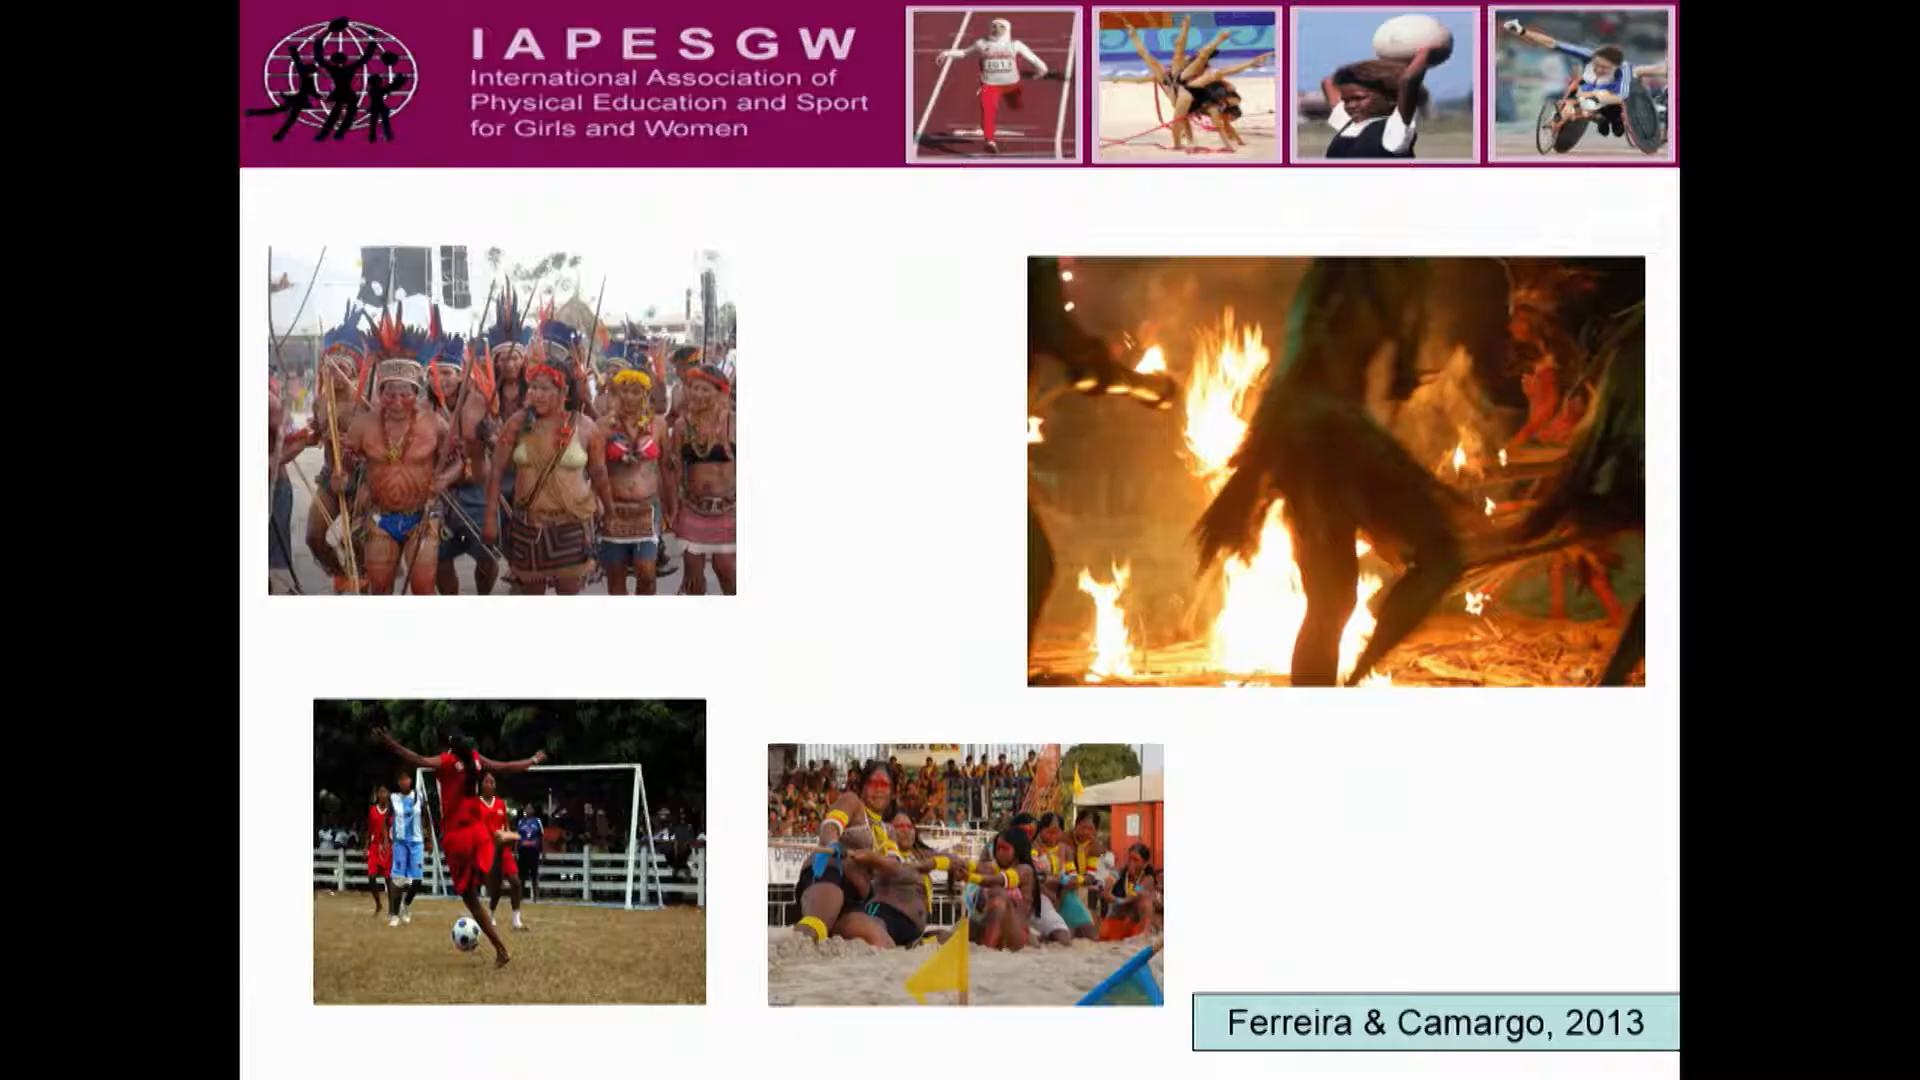 IAPESGW
International Association of
Physical Education and Sport
for Girls and Women
Ferreira & Camargo, 2013